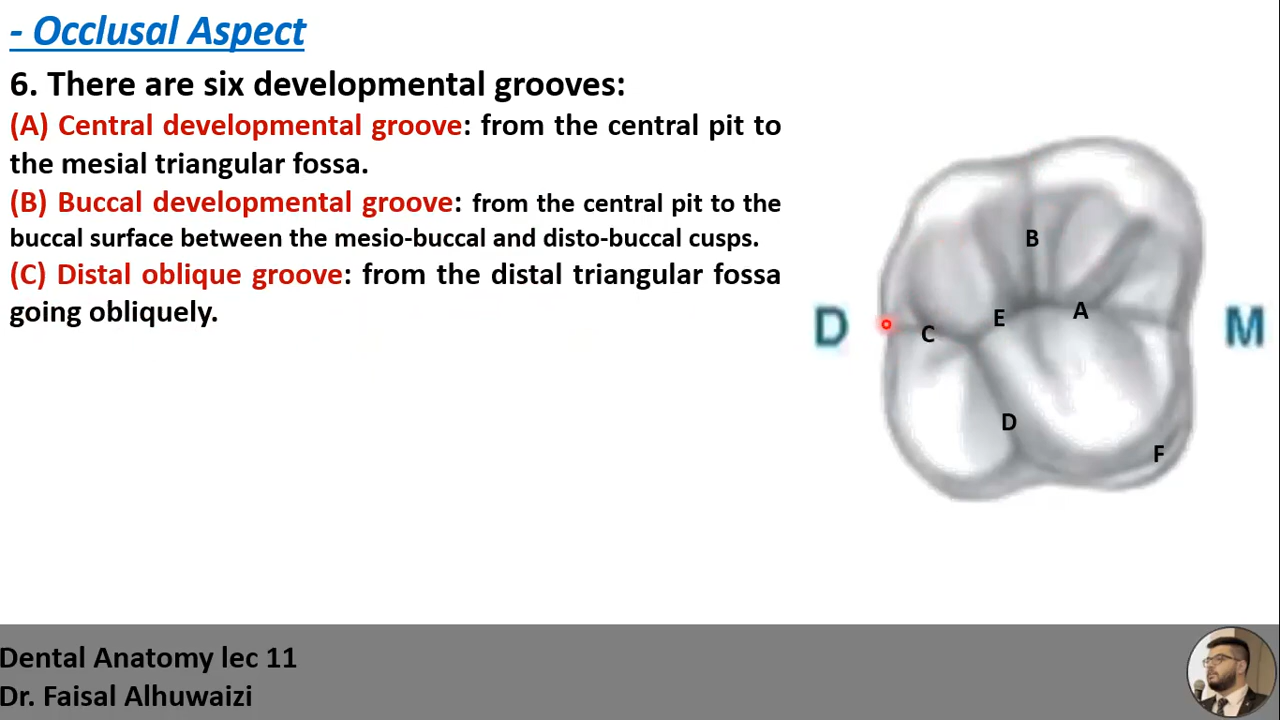 - Occlusal Aspect
6. There are six developmental grooves:
(A) Central developmental groove: from the central pit to
the mesial triangular fossa.
(B) Buccal developmental groove: from the central pit to the
buccal surface between the mesio-buccal and disto-buccal cusps.
(C) Distal oblique groove: from the distal triangular fossa
going obliquely.
B
E
A
D
C
M
D
F
Dental Anatomy lec 11
Dr. Faisal Alhuwaizi